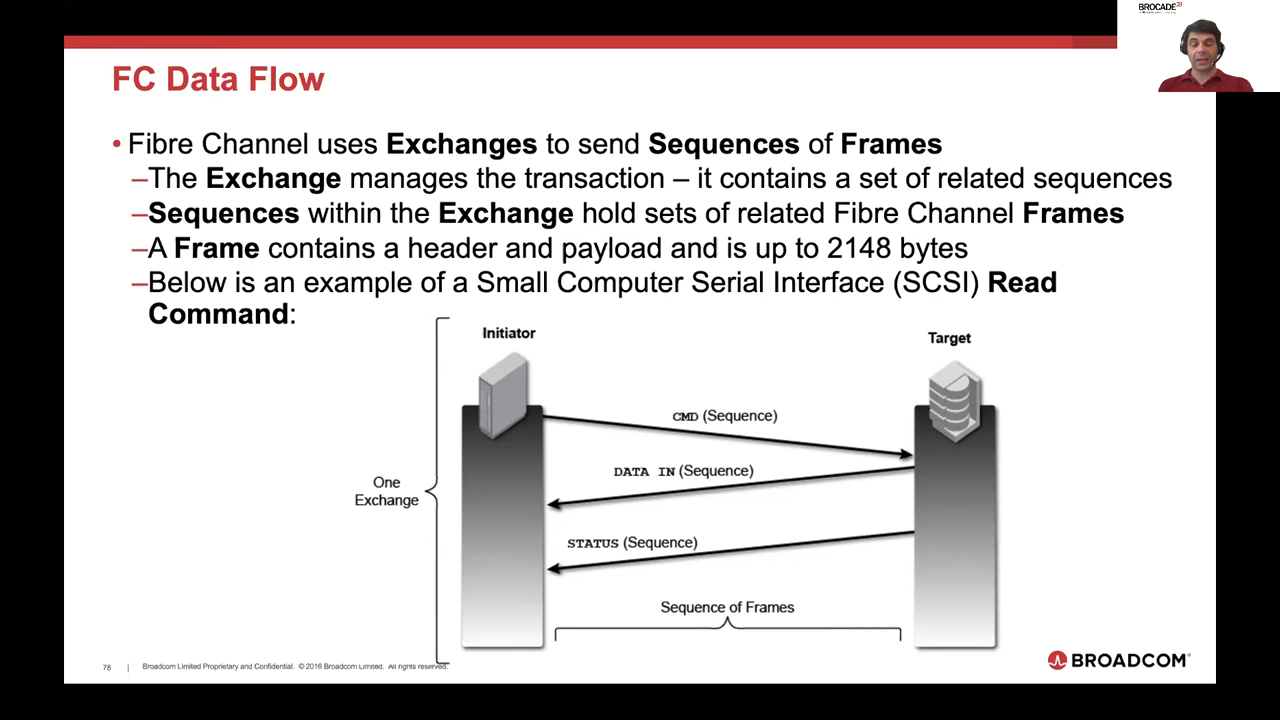 BROCADE
FC Data Flow
• Fibre Channel uses Exchanges to send Sequences of Frames
–The Exchange manages the transaction – it contains a set of related sequences
–Sequences within the Exchange hold sets of related Fibre Channel Frames
–A Frame contains a header and payload and is up to 2148 bytes
–Below is an example of a Small Computer Serial Interface (SCSI) Read
Command:
Initiator
Target
CMD (Sequence)
DATA IN (Sequence)
One
Exchange
STATUS (Sequence)
Sequence of Frames
78 | Broadcom Limited Proprietary and Confidential. © 2016 Broadcom Limited. All rights reserved.
BROADCOM®